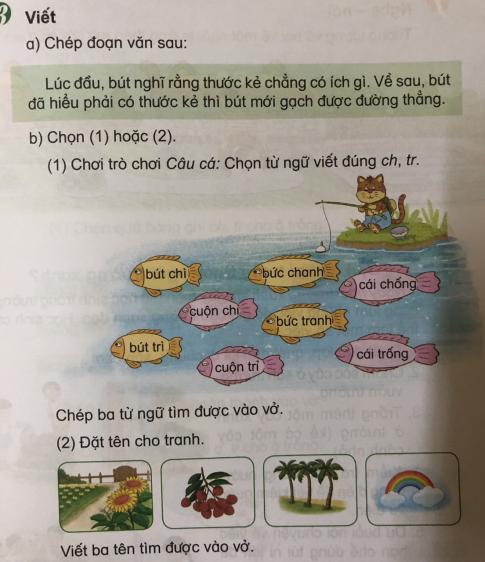 3 Viết
a) Chép đoạn văn sau:
Lúc đầu, bút nghĩ rằng thước kẻ chẳng có ích gì. Về sau, bút
đã hiểu phải có thước kẻ thì bút mới gạch được đường thẳng.
b) Chọn (1) hoặc (2).
(1) Chơi trò chơi Câu cá: Chọn từ ngữ viết đúng ch, tr.
bút chì
bức chanh
cái chống
cuộn chỉ
bức tranh
bút trì
cuộn trỉ
cái trống
Chép ba từ ngữ tìm được vào vở.
(2) Đặt tên cho tranh.
Viết ba tên tìm được vào vở.